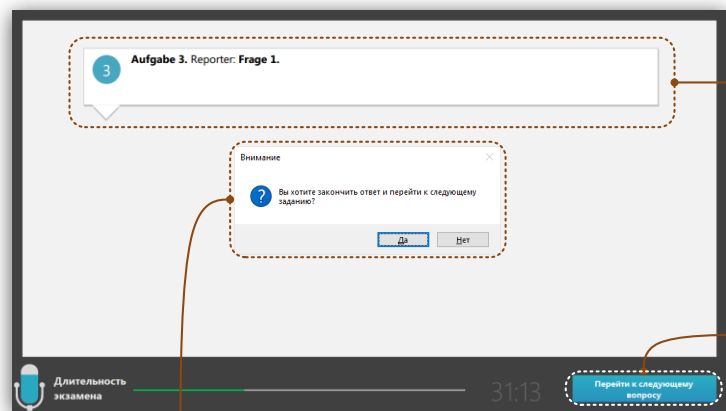 3
Aufgabe 3. Reporter: Frage 1.
Внимание
?
Вы хотите закончить ответ и перейти к следующему
заданию?
Да
Нет
Длительность
экзамена
31:13
Перейти к следующему
вопросу